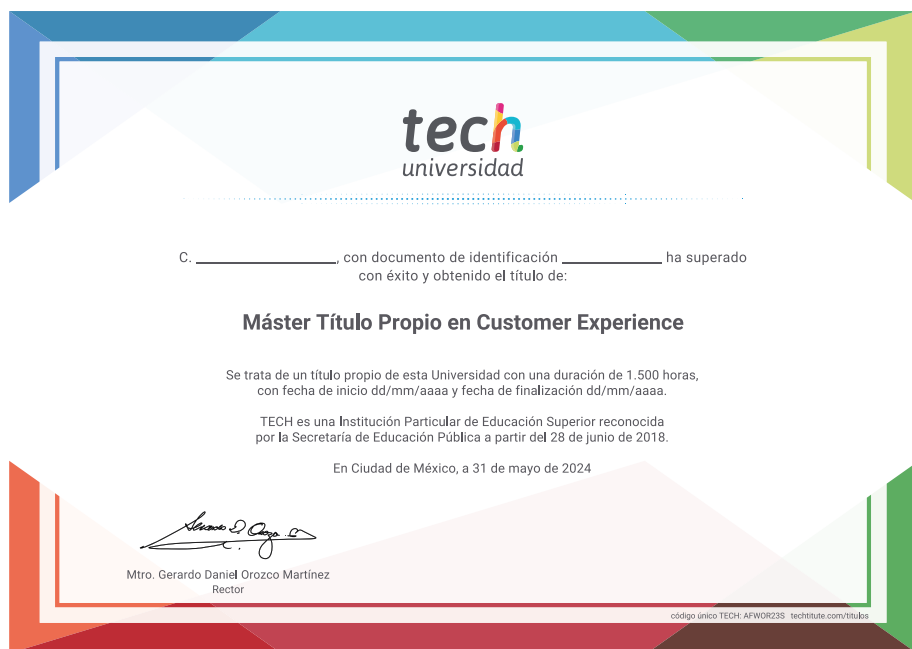 tech
universidad
C. _________________, con documento de identificación _____________ ha superado
con éxito y obtenido el título de:
Máster Título Propio en Customer Experience
Se trata de un título propio de esta Universidad con una duración de 1.500 horas,
con fecha de inicio dd/mm/aaaa y fecha de finalización dd/mm/aaaa.
TECH es una Institución Particular de Educación Superior reconocida
por la Secretaría de Educación Pública a partir del 28 de junio de 2018.
En Ciudad de México, a 31 de mayo de 2024
Mtro. Gerardo Daniel Orozco Martínez
Rector
código único TECH: AFWOR23S techtitute.com/titulos